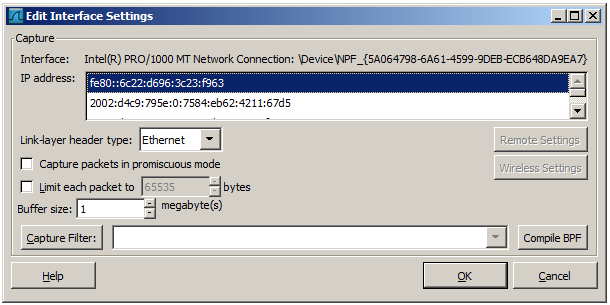 Edit Interface Settings
Capture
Interface: Intel(R) PRO/1000 MT Network Connection: \Device\NPF_{5A064798-6A61-4599-9DEB-ECB648DA9EA7}
IP address: fe80::6c22:d696:3c23:f963
2002:d4c9:795e:0:7584:eb62:4211:67d5
Link-layer header type: Ethernet
Remote Settings
Capture packets in promiscuous mode
Wireless Settings
Limit each packet to 65535 bytes
Buffer size: 1 megabyte(s)
Capture Filter: Compile BPF
Help OK Cancel